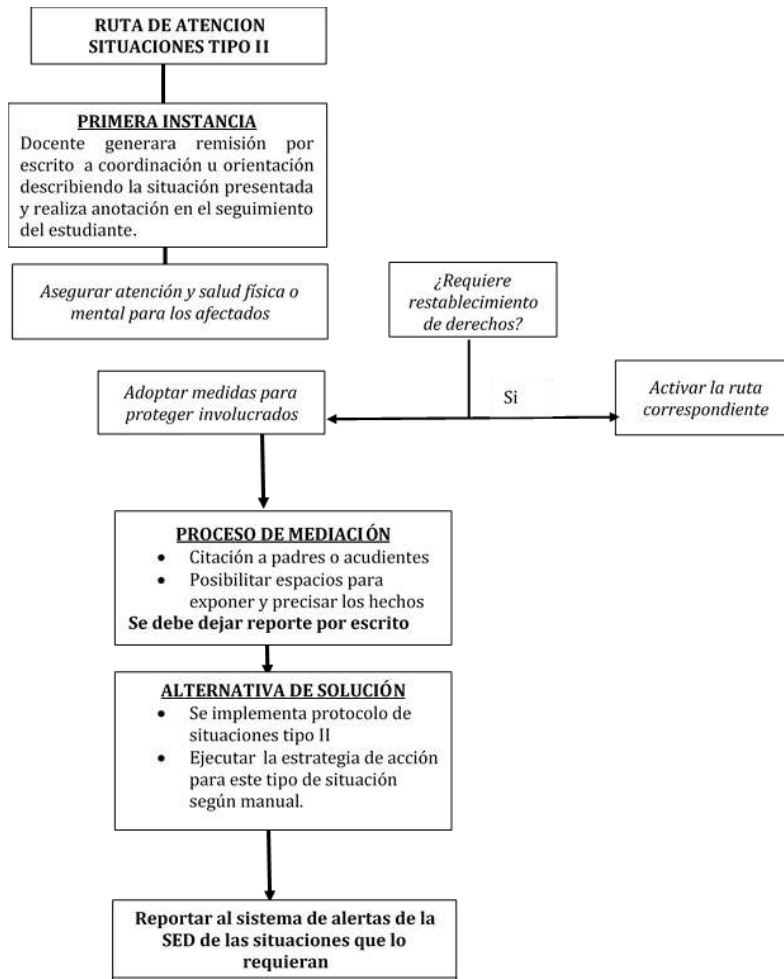 RUTA DE ATENCION
SITUACIONES TIPO II
PRIMERA INSTANCIA
Docente generara remisión por
escrito a coordinación u orientación
describiendo la situación presentada
y realiza anotación en el seguimiento
del estudiante.
Asegurar atención y salud física o
mental para los afectados
¿Requiere
restablecimiento
de derechos?
Adoptar medidas para
proteger involucrados
Si
Activar la ruta
correspondiente
PROCESO DE MEDIACIÓN
• Citación a padres o acudientes
• Posibilitar espacios para
exponer y precisar los hechos
Se debe dejar reporte por escrito
ALTERNATIVA DE SOLUCIÓN
• Se implementa protocolo de
situaciones tipo II
• Ejecutar la estrategia de acción
para este tipo de situación
según manual.
Reportar al sistema de alertas de la
SED de las situaciones que lo
requieran